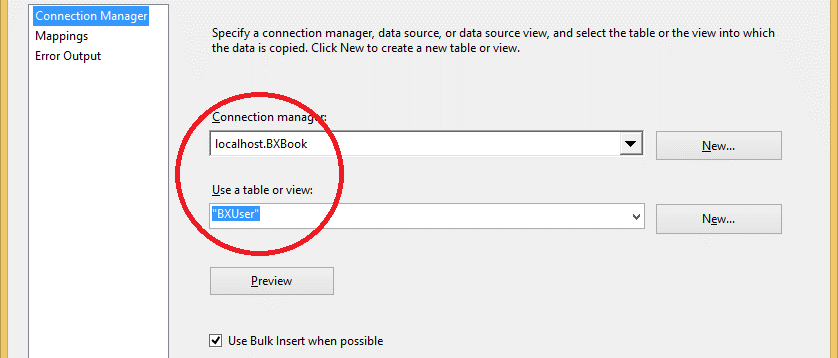 Connection Manager
Mappings
Error Output
Specify a connection manager, data source, or data source view, and select the table or the view into which
the data is copied. Click New to create a new table or view.
Connection manager:
localhost.BXBook
New...
Use a table or view:
"BXUser"
New...
Preview
Use Bulk Insert when possible